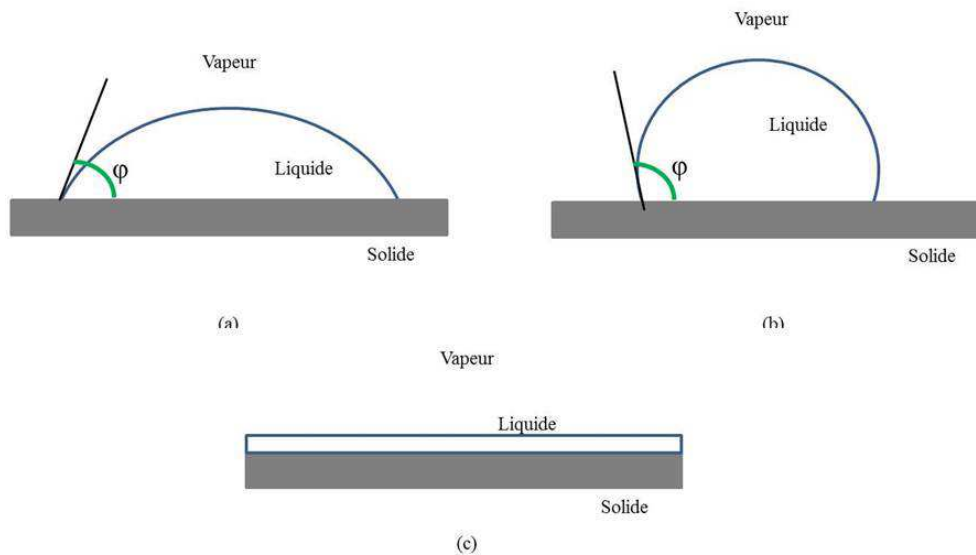 Vapeur
Liquide
φ
Solide
(a)
Vapeur
Liquide
φ
Solide
(b)
Vapeur
Liquide
Solide
(c)